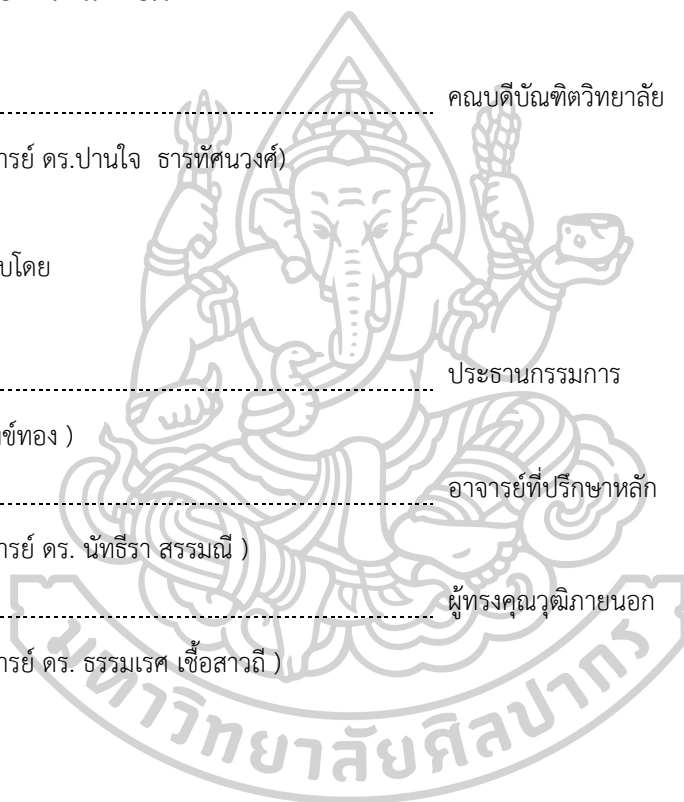 คณบดีบัณฑิตวิทยาลัย
ารย์ ดร.ปานใจ ธารทัศนวงศ์)
บโดย
ประธานกรรมการ
ข์ทอง )
อาจารย์ที่ปรึกษาหลัก
ารย์ ดร. นัทธีรา สรรมณี )
ผู้ทรงคุณวุฒิภายนอก
ารย์ ดร. ธรรมเรศ เชื้อสาวถี )
มหาวิทยาลัยศิลปากร